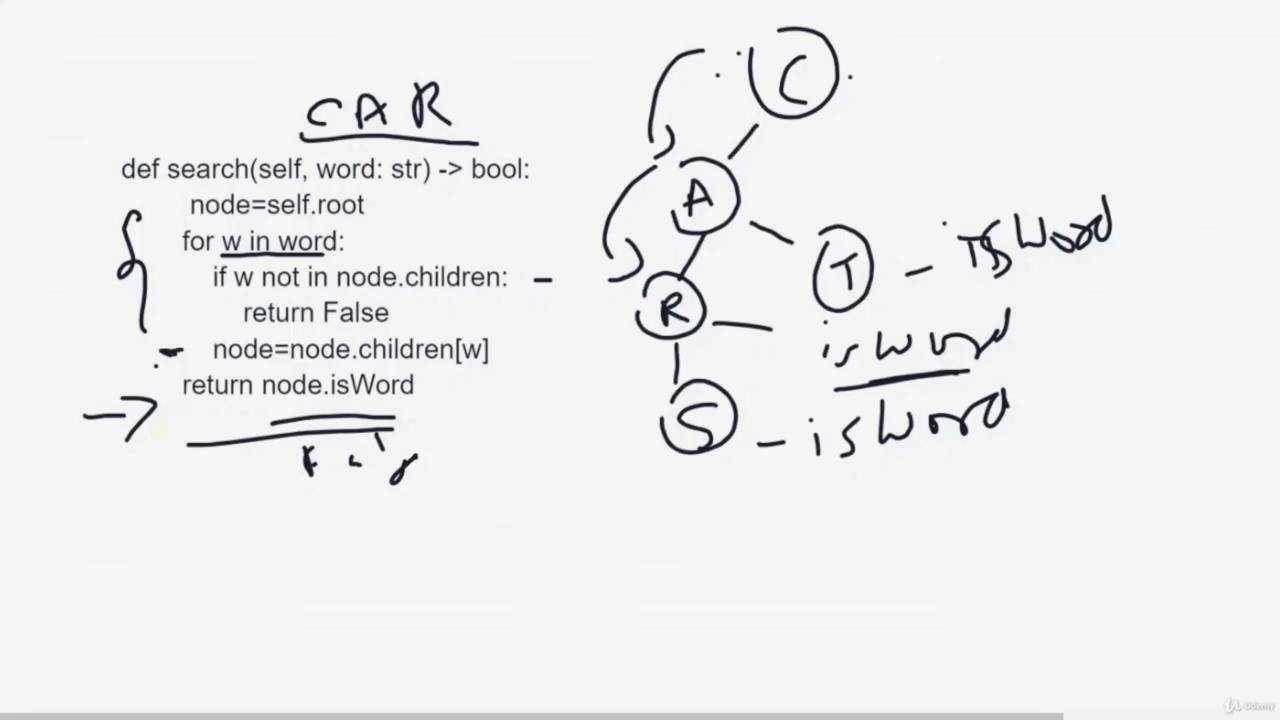 CAR
def search(self, word: str) -> bool:
node=self.root
for w in word:
if w not in node.children:
return False
node=node.children[w]
return node.isWord
C
A
T - isWord
R
isWord
S - isWord
Udemy